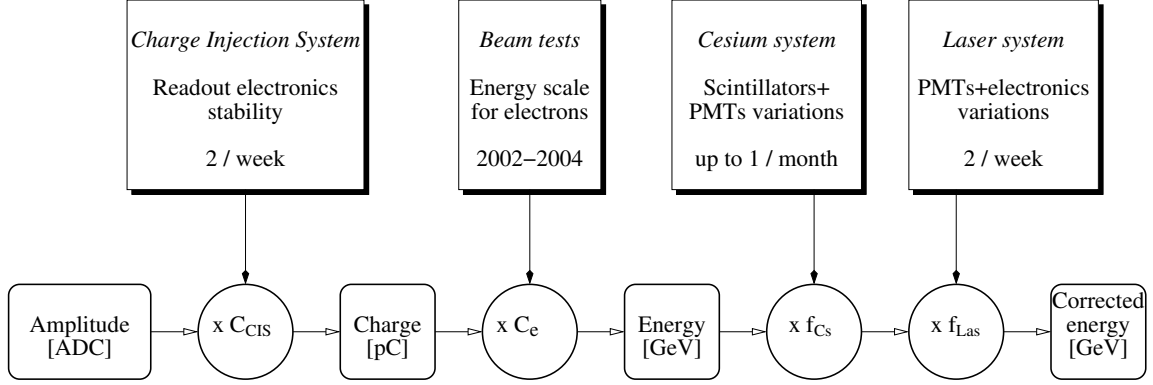 Charge Injection System
Readout electronics
stability
2 / week
Beam tests
Energy scale
for electrons
2002−2004
Cesium system
Scintillators+
PMTs variations
up to 1 / month
Laser system
PMTs+electronics
variations
2 / week
Amplitude
[ADC]
x C_CIS
Charge
[pC]
x C_e
Energy
[GeV]
x f_Cs
x f_Las
Corrected
energy
[GeV]